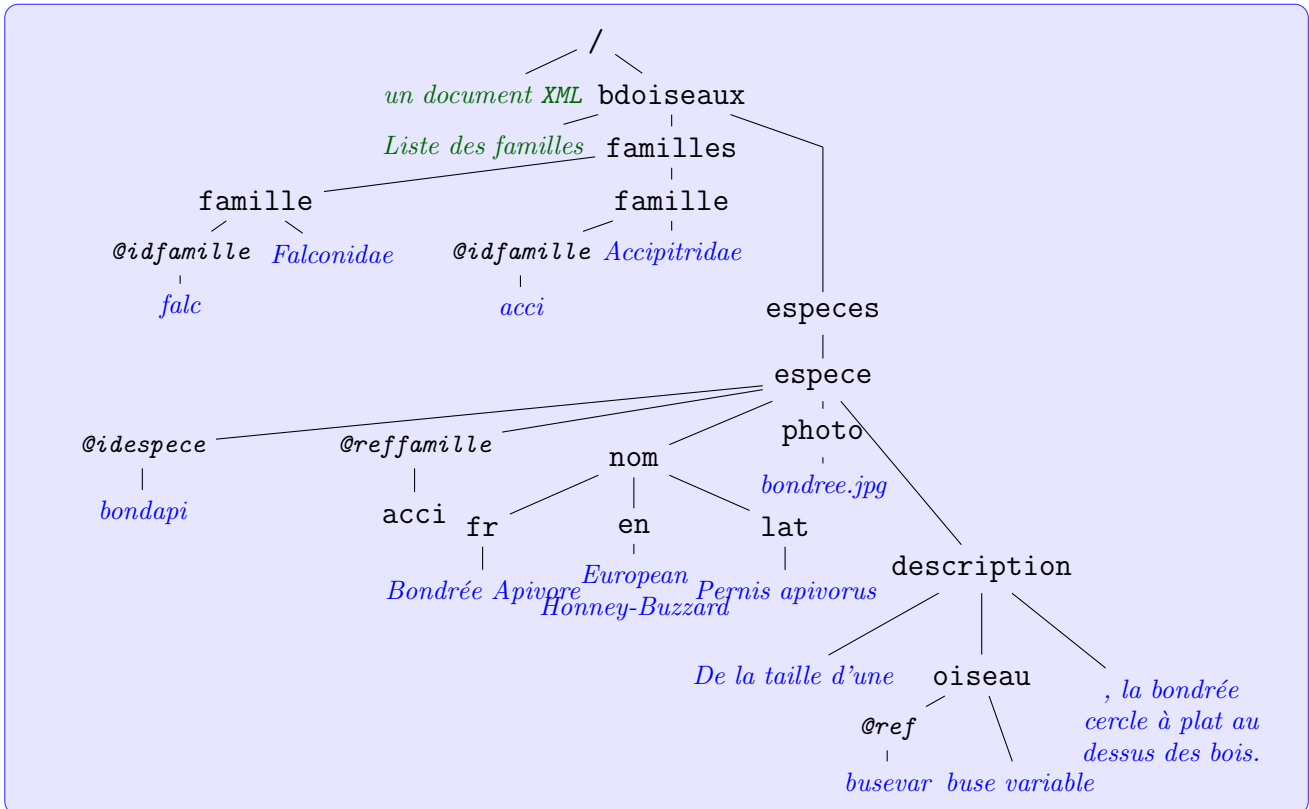 /
un document XML bdoiseaux
Liste des familles familles
famille famille
@idfamille Falconidae @idfamille Accipitridae
falc acci
especes
espece
photo
@idespece @reffamille
nom
bondree.jpg
bondapi
acci fr en lat
description
European
Bondrée Apivore Pernis apivorus
Honney-Buzzard
De la taille d'une oiseau
, la bondrée
cercle à plat au
@ref
dessus des bois.
busevar buse variable